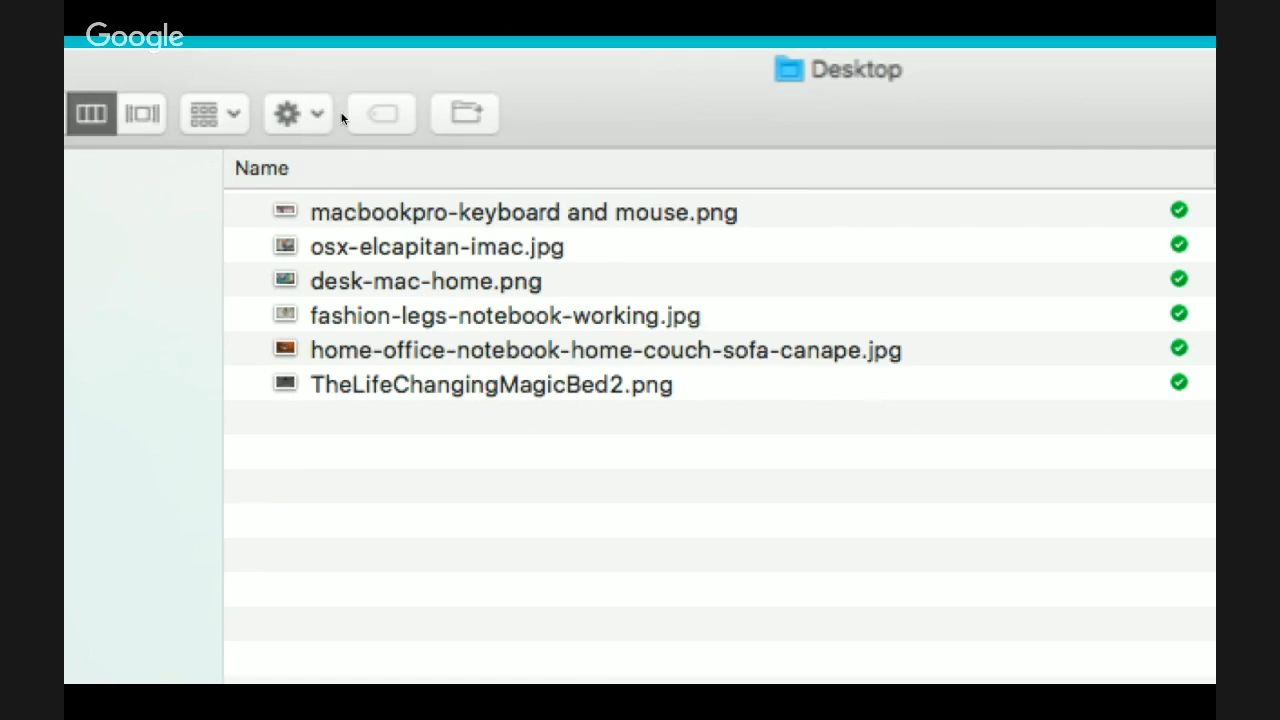 Google
Desktop
Name
macbookpro-keyboard and mouse.png
osx-elcapitan-imac.jpg
desk-mac-home.png
fashion-legs-notebook-working.jpg
home-office-notebook-home-couch-sofa-canape.jpg
TheLifeChangingMagicBed2.png